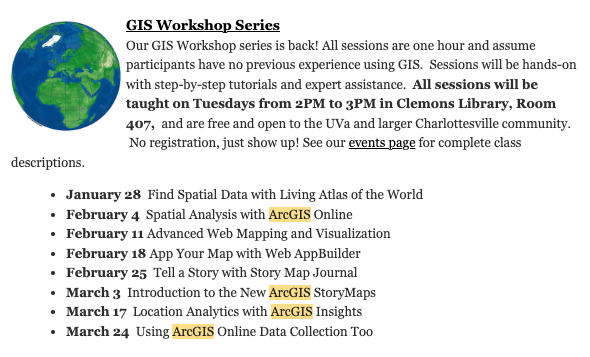 GIS Workshop Series
Our GIS Workshop series is back! All sessions are one hour and assume
participants have no previous experience using GIS.  Sessions will be hands-on
with step-by-step tutorials and expert assistance.  All sessions will be
taught on Tuesdays from 2PM to 3PM in Clemons Library, Room
407,  and are free and open to the UVa and larger Charlottesville community.
No registration, just show up! See our events page for complete class
descriptions.
• January 28  Find Spatial Data with Living Atlas of the World
• February 4  Spatial Analysis with ArcGIS Online
• February 11 Advanced Web Mapping and Visualization
• February 18 App Your Map with Web AppBuilder
• February 25  Tell a Story with Story Map Journal
• March 3  Introduction to the New ArcGIS StoryMaps
• March 17  Location Analytics with ArcGIS Insights
• March 24  Using ArcGIS Online Data Collection Too